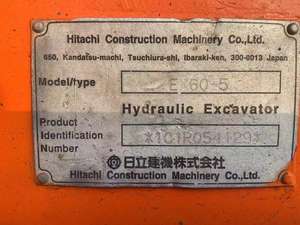 Hitachi Construction Machinery Co.,Ltd.
650, Kandatsu-machi, Tsuchiura-shi, Ibaraki-ken, 300-0013 Japan
Model/type EX60-5
Hydraulic Excavator
Product
Identification
Number
日立建機株式会社
Hitachi Construction Machinery Co.,Ltd.